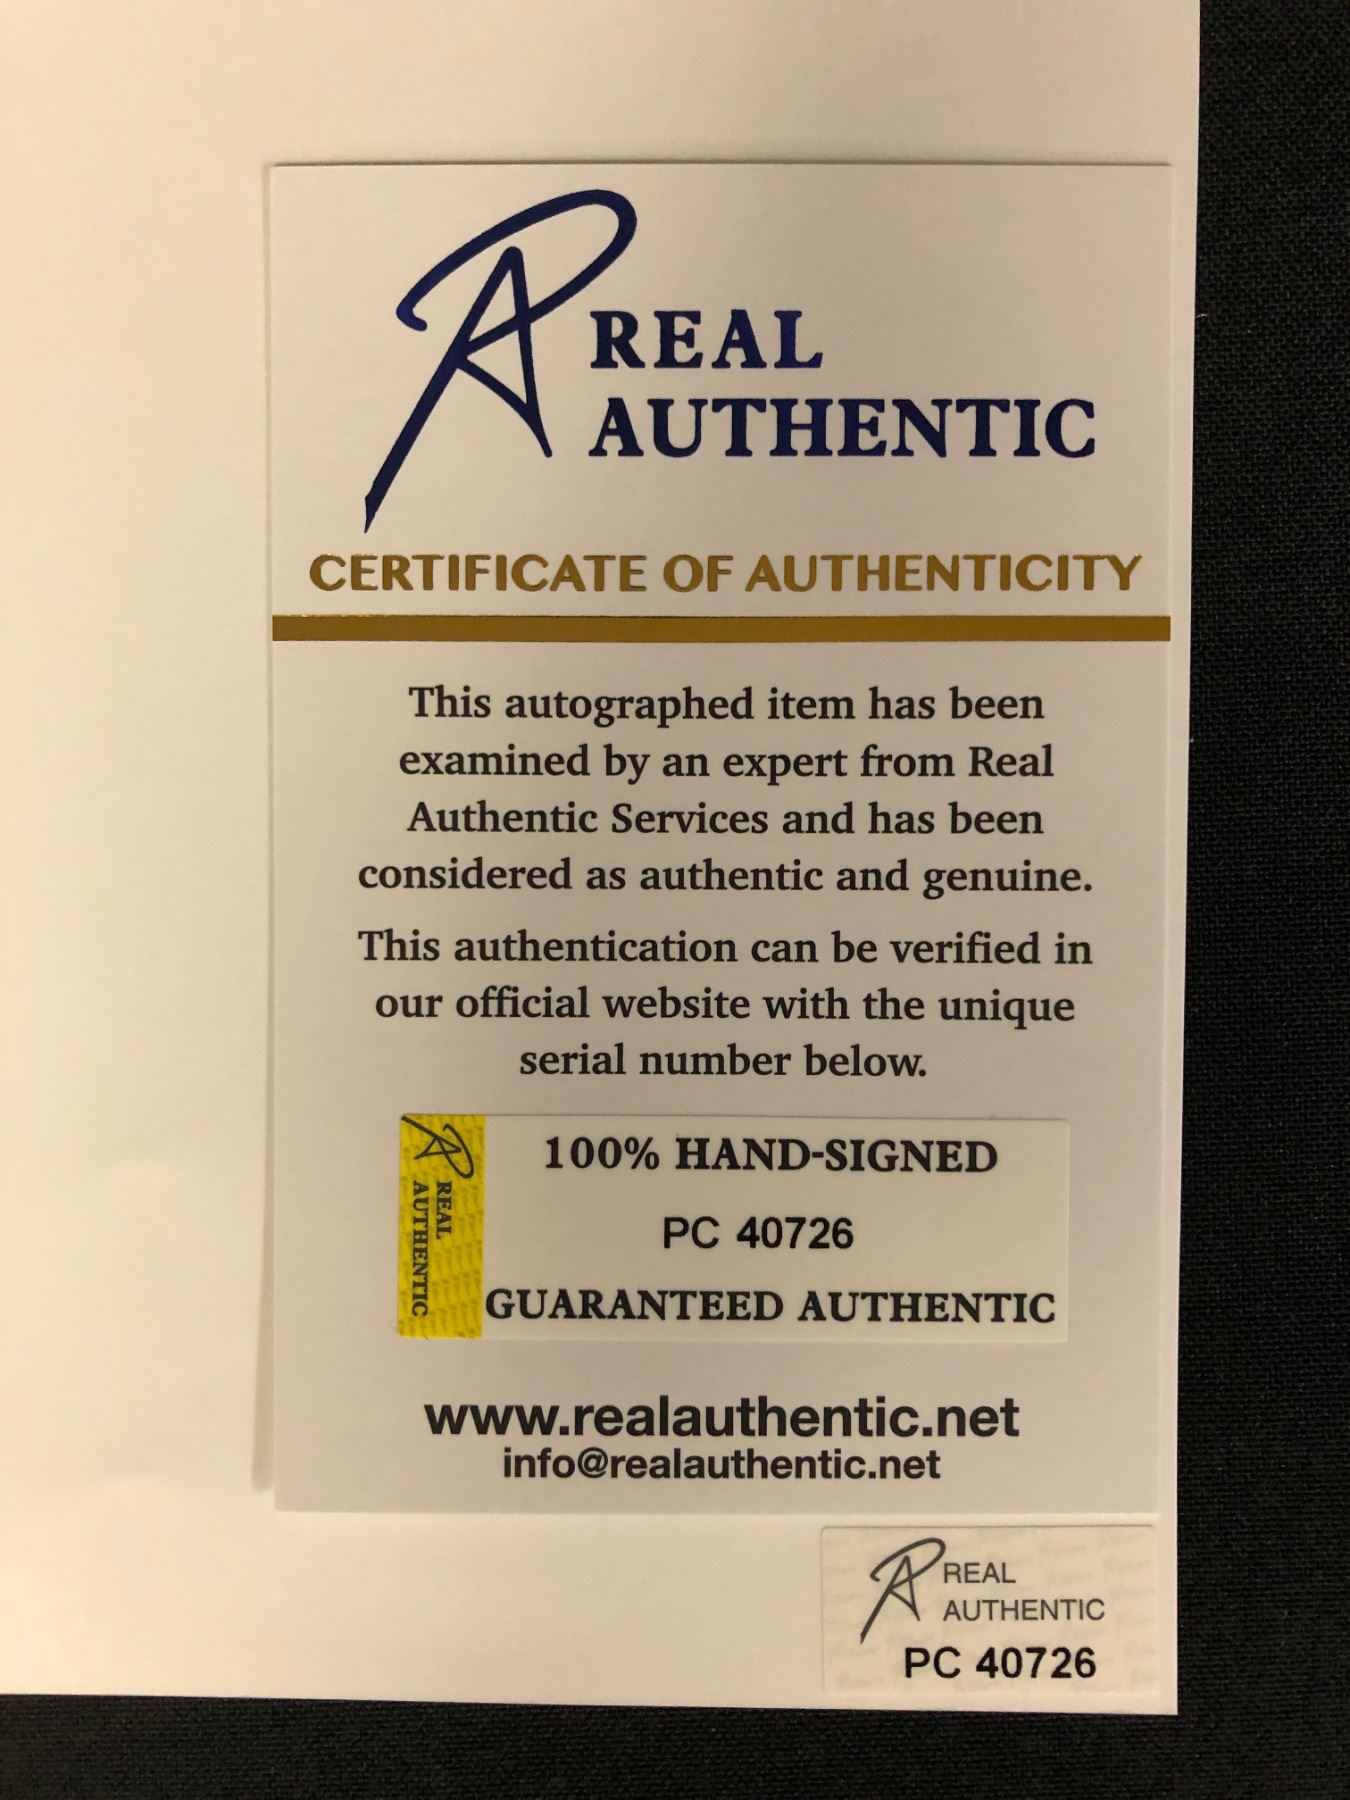 REAL
AUTHENTIC
CERTIFICATE OF AUTHENTICITY
This autographed item has been
examined by an expert from Real
Authentic Services and has been
considered as authentic and genuine.
This authentication can be verified in
our official website with the unique
serial number below.
REAL
AUTHENTIC
100% HAND-SIGNED
PC 40726
GUARANTEED AUTHENTIC
www.realauthentic.net
info@realauthentic.net
REAL
AUTHENTIC
PC 40726